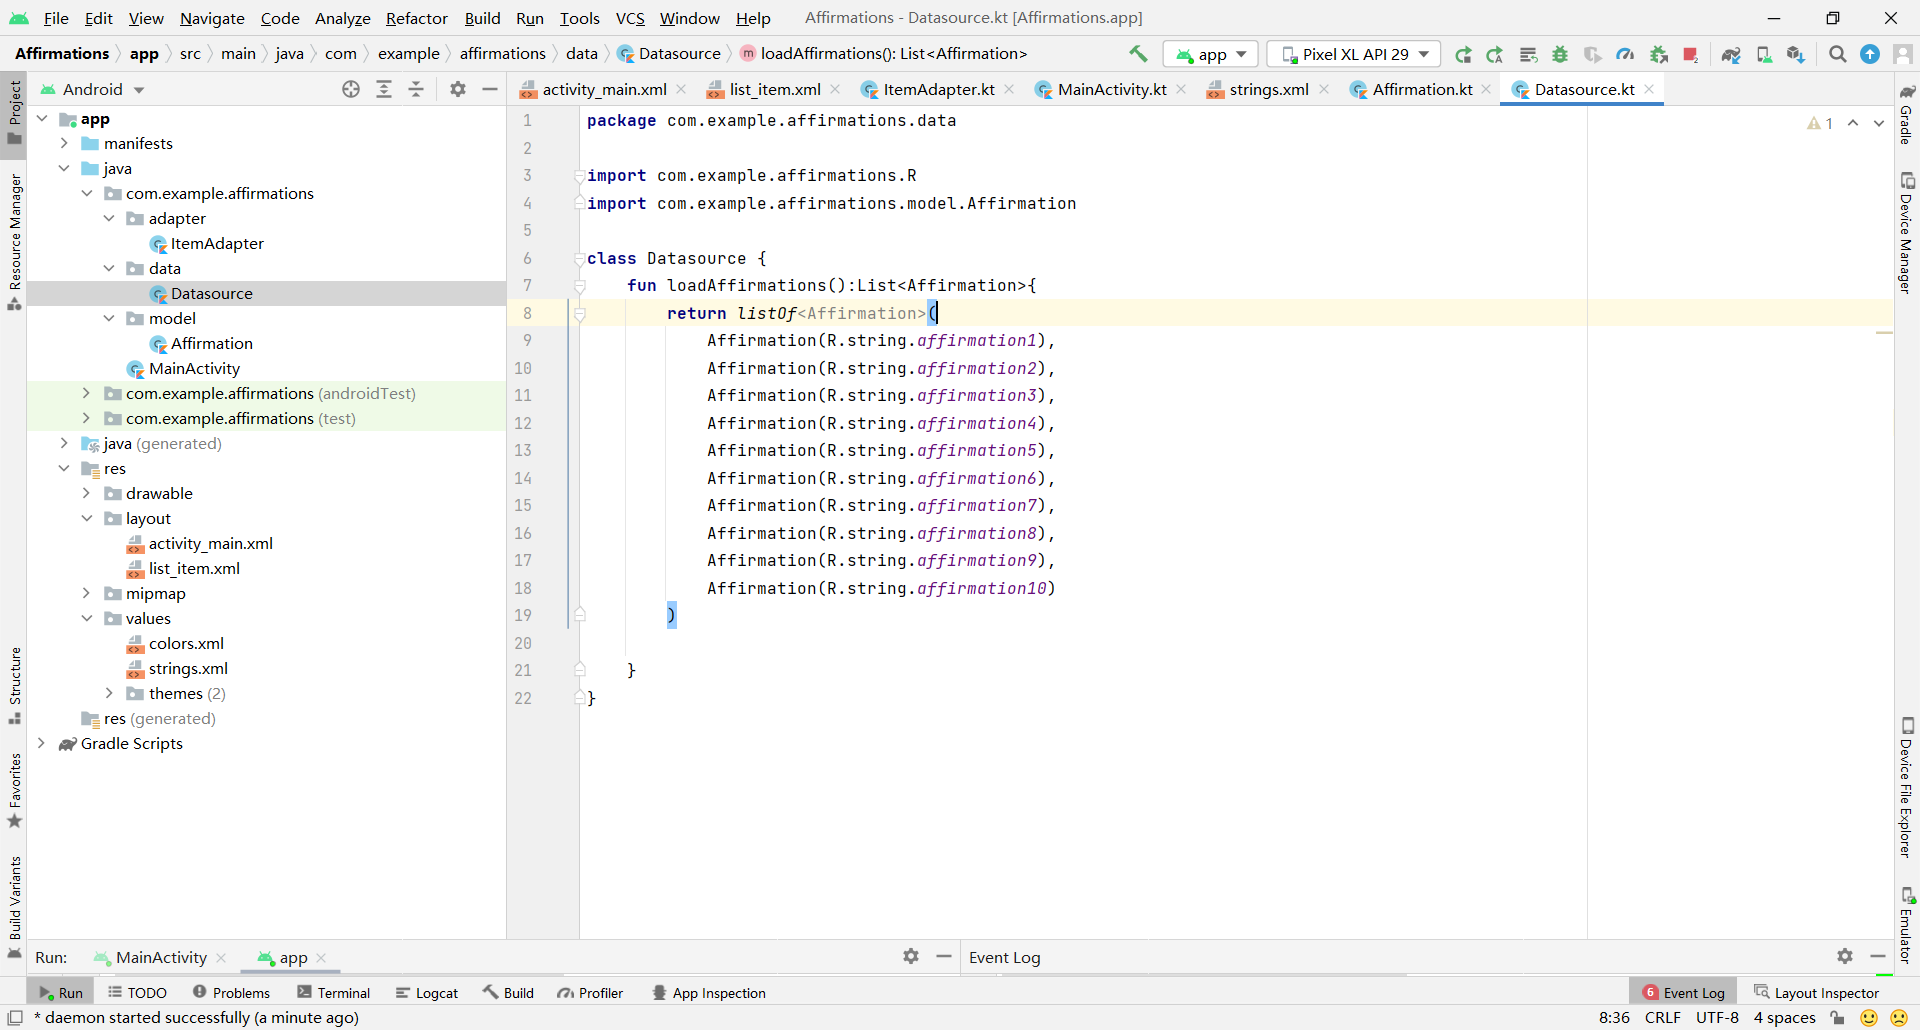 File Edit View Navigate Code Analyze Refactor Build Run Tools VCS Window Help Affirmations - Datasource.kt [Affirmations.app]
Affirmations app src main java com example affirmations data Datasource loadAffirmations(): List<Affirmation> app Pixel XL API 29
Android
activity_main.xml list_item.xml ItemAdapter.kt MainActivity.kt strings.xml Affirmation.kt Datasource.kt
Project
Resource Manager
Structure
Favorites
Build Variants
app
manifests
java
com.example.affirmations
adapter
ItemAdapter
data
Datasource
model
Affirmation
MainActivity
com.example.affirmations (androidTest)
com.example.affirmations (test)
java (generated)
res
drawable
layout
activity_main.xml
list_item.xml
mipmap
values
colors.xml
strings.xml
themes (2)
res (generated)
Gradle Scripts
1 package com.example.affirmations.data
2
3 import com.example.affirmations.R
4 import com.example.affirmations.model.Affirmation
5
6 class Datasource {
7 fun loadAffirmations():List<Affirmation>{
8 return listOf<Affirmation>(
9 Affirmation(R.string.affirmation1),
10 Affirmation(R.string.affirmation2),
11 Affirmation(R.string.affirmation3),
12 Affirmation(R.string.affirmation4),
13 Affirmation(R.string.affirmation5),
14 Affirmation(R.string.affirmation6),
15 Affirmation(R.string.affirmation7),
16 Affirmation(R.string.affirmation8),
17 Affirmation(R.string.affirmation9),
18 Affirmation(R.string.affirmation10)
19 )
20
21 }
22 }
1
Gradle
Device Manager
Device File Explorer
Emulator
Run: MainActivity app Event Log
Run TODO Problems Terminal Logcat Build Profiler App Inspection 6 Event Log Layout Inspector
* daemon started successfully (a minute ago) 8:36 CRLF UTF-8 4 spaces